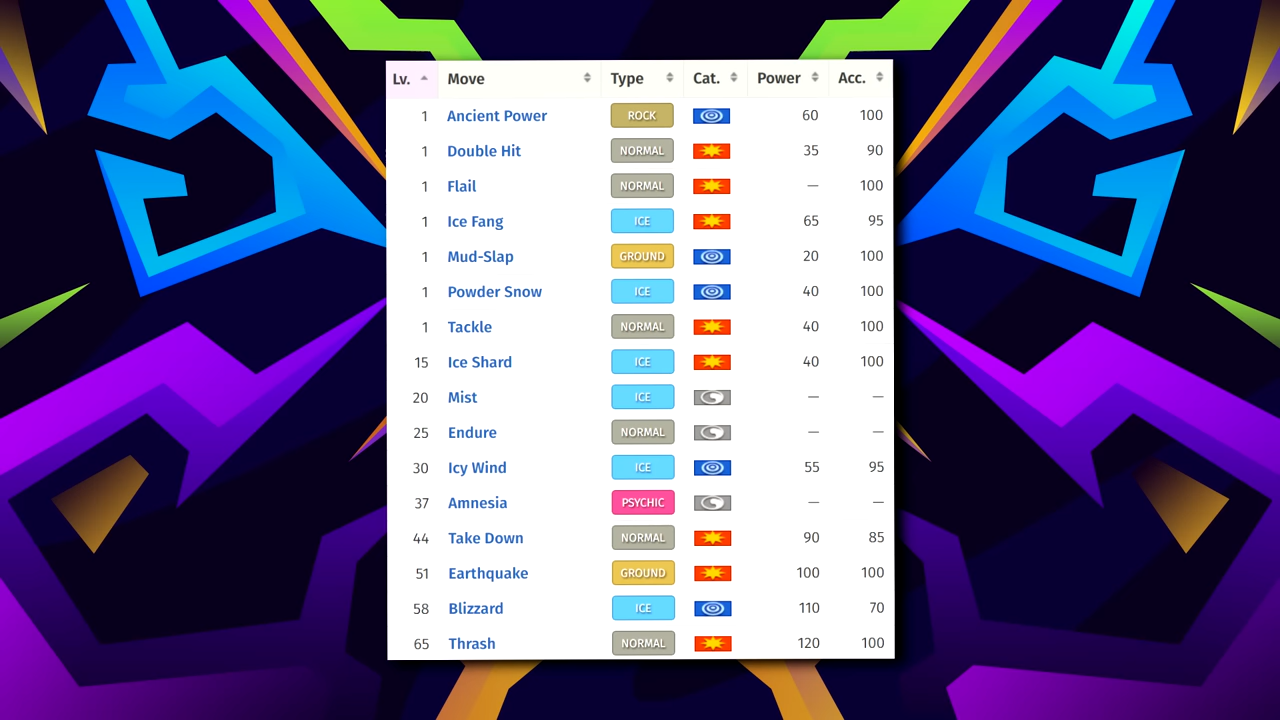 Lv. Move Type Cat. Power Acc.
1 Ancient Power ROCK 60 100
1 Double Hit NORMAL 35 90
1 Flail NORMAL — 100
1 Ice Fang ICE 65 95
1 Mud-Slap GROUND 20 100
1 Powder Snow ICE 40 100
1 Tackle NORMAL 40 100
15 Ice Shard ICE 40 100
20 Mist ICE — —
25 Endure NORMAL — —
30 Icy Wind ICE 55 95
37 Amnesia PSYCHIC — —
44 Take Down NORMAL 90 85
51 Earthquake GROUND 100 100
58 Blizzard ICE 110 70
65 Thrash NORMAL 120 100